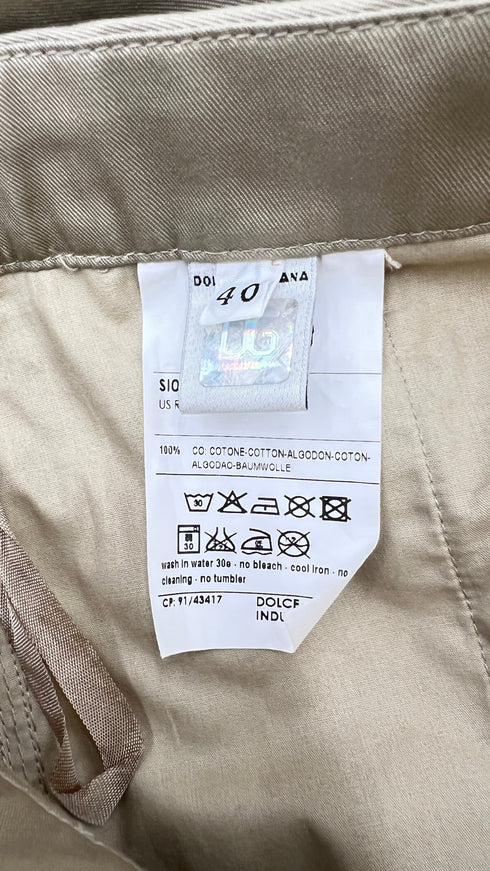 DOL ANA
40
DG
SIO
US R
100% CO: COTONE-COTTON-ALGODON-COTON-
ALGODAO-BAUMWOLLE
30
30
wash in water 30e - no bleach - cool iron - no
cleaning - no tumbler
CP: 91/43417 DOLCE
INDU